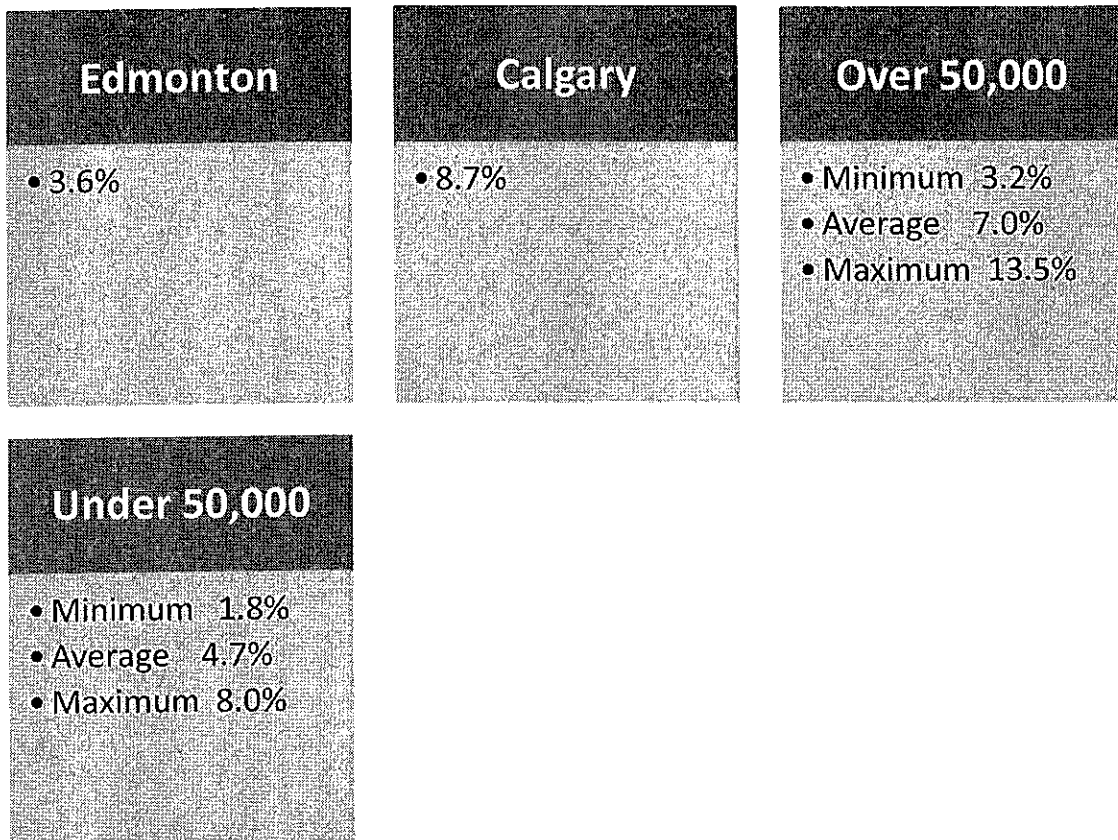 Edmonton
• 3.6%
Calgary
• 8.7%
Over 50,000
• Minimum 3.2%
• Average 7.0%
• Maximum 13.5%
Under 50,000
• Minimum 1.8%
• Average 4.7%
• Maximum 8.0%